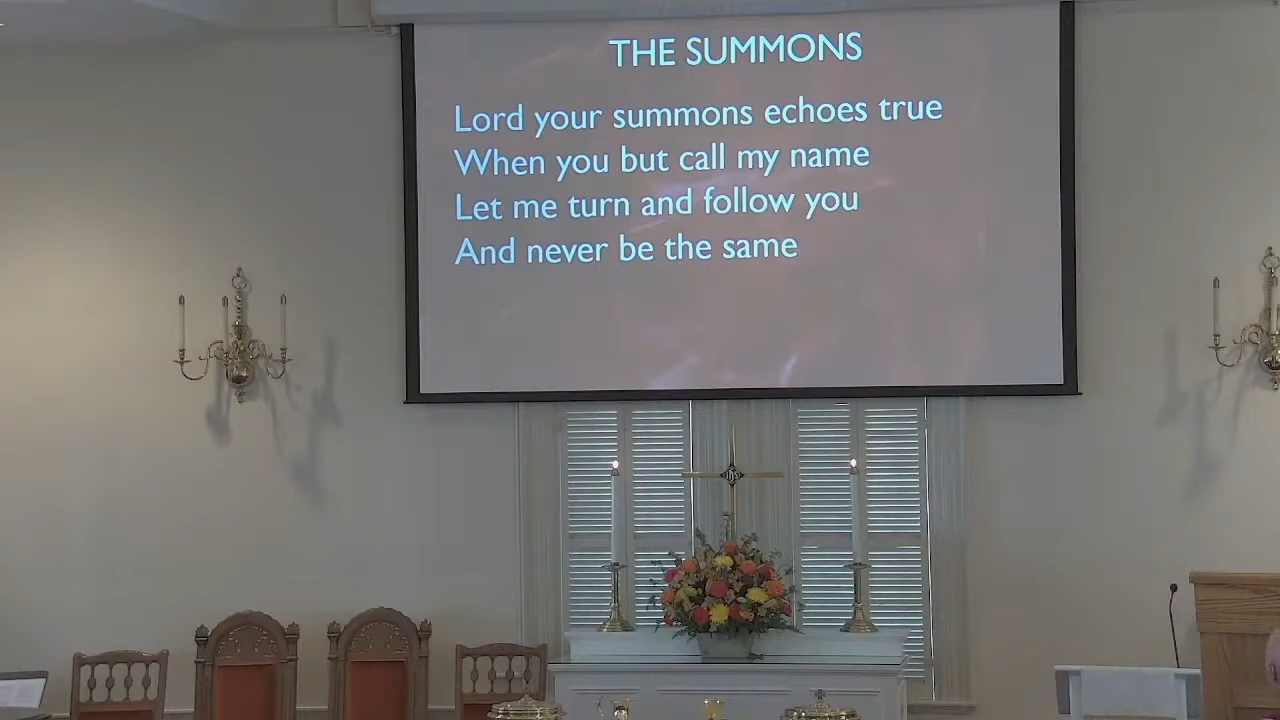 THE SUMMONS
Lord your summons echoes true
When you but call my name
Let me turn and follow you
And never be the same
IHS